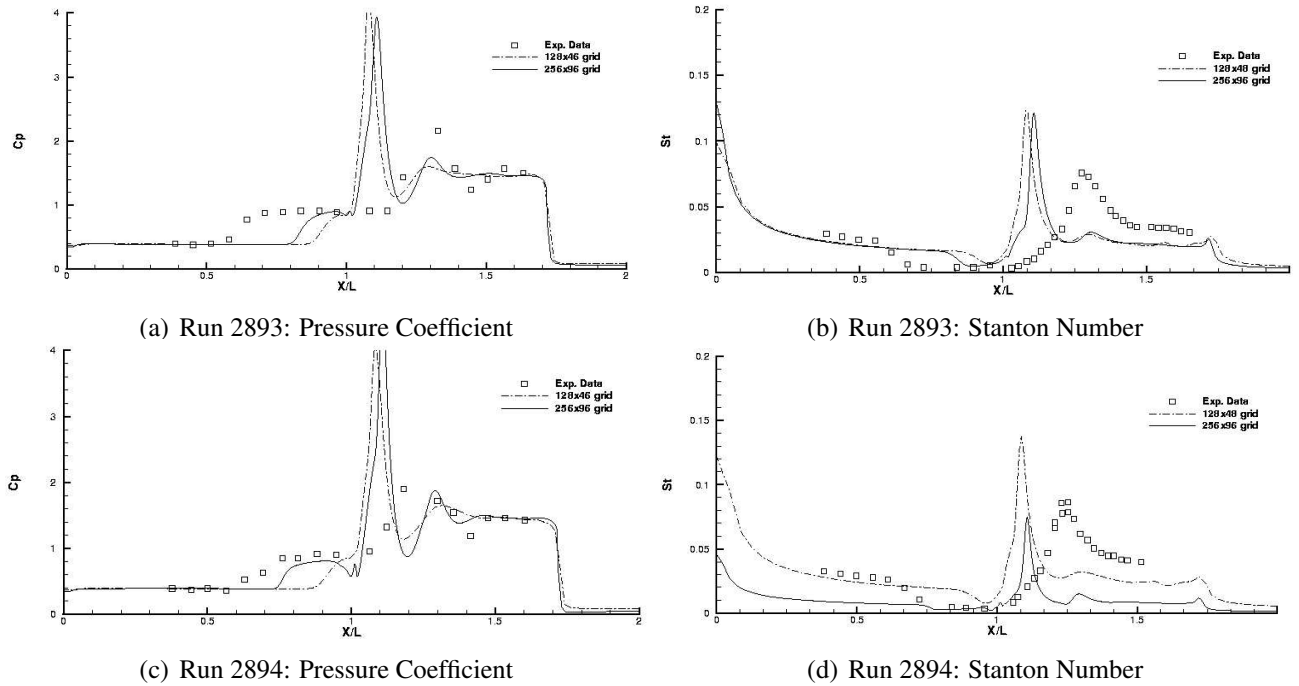 4
3
2
1
0
0
0.5
1
1.5
2
Cp
X/L
Exp. Data
128x46 grid
256x96 grid
(a) Run 2893: Pressure Coefficient
0.2
0.15
0.1
0.05
0
0
0.5
1
1.5
St
X/L
Exp. Data
128x48 grid
256x96 grid
(b) Run 2893: Stanton Number
4
3
2
1
0
0
0.5
1
1.5
2
Cp
X/L
Exp. Data
128x46 grid
256x96 grid
(c) Run 2894: Pressure Coefficient
0.2
0.15
0.1
0.05
0
0
0.5
1
1.5
St
X/L
Exp. Data
128x48 grid
256x96 grid
(d) Run 2894: Stanton Number